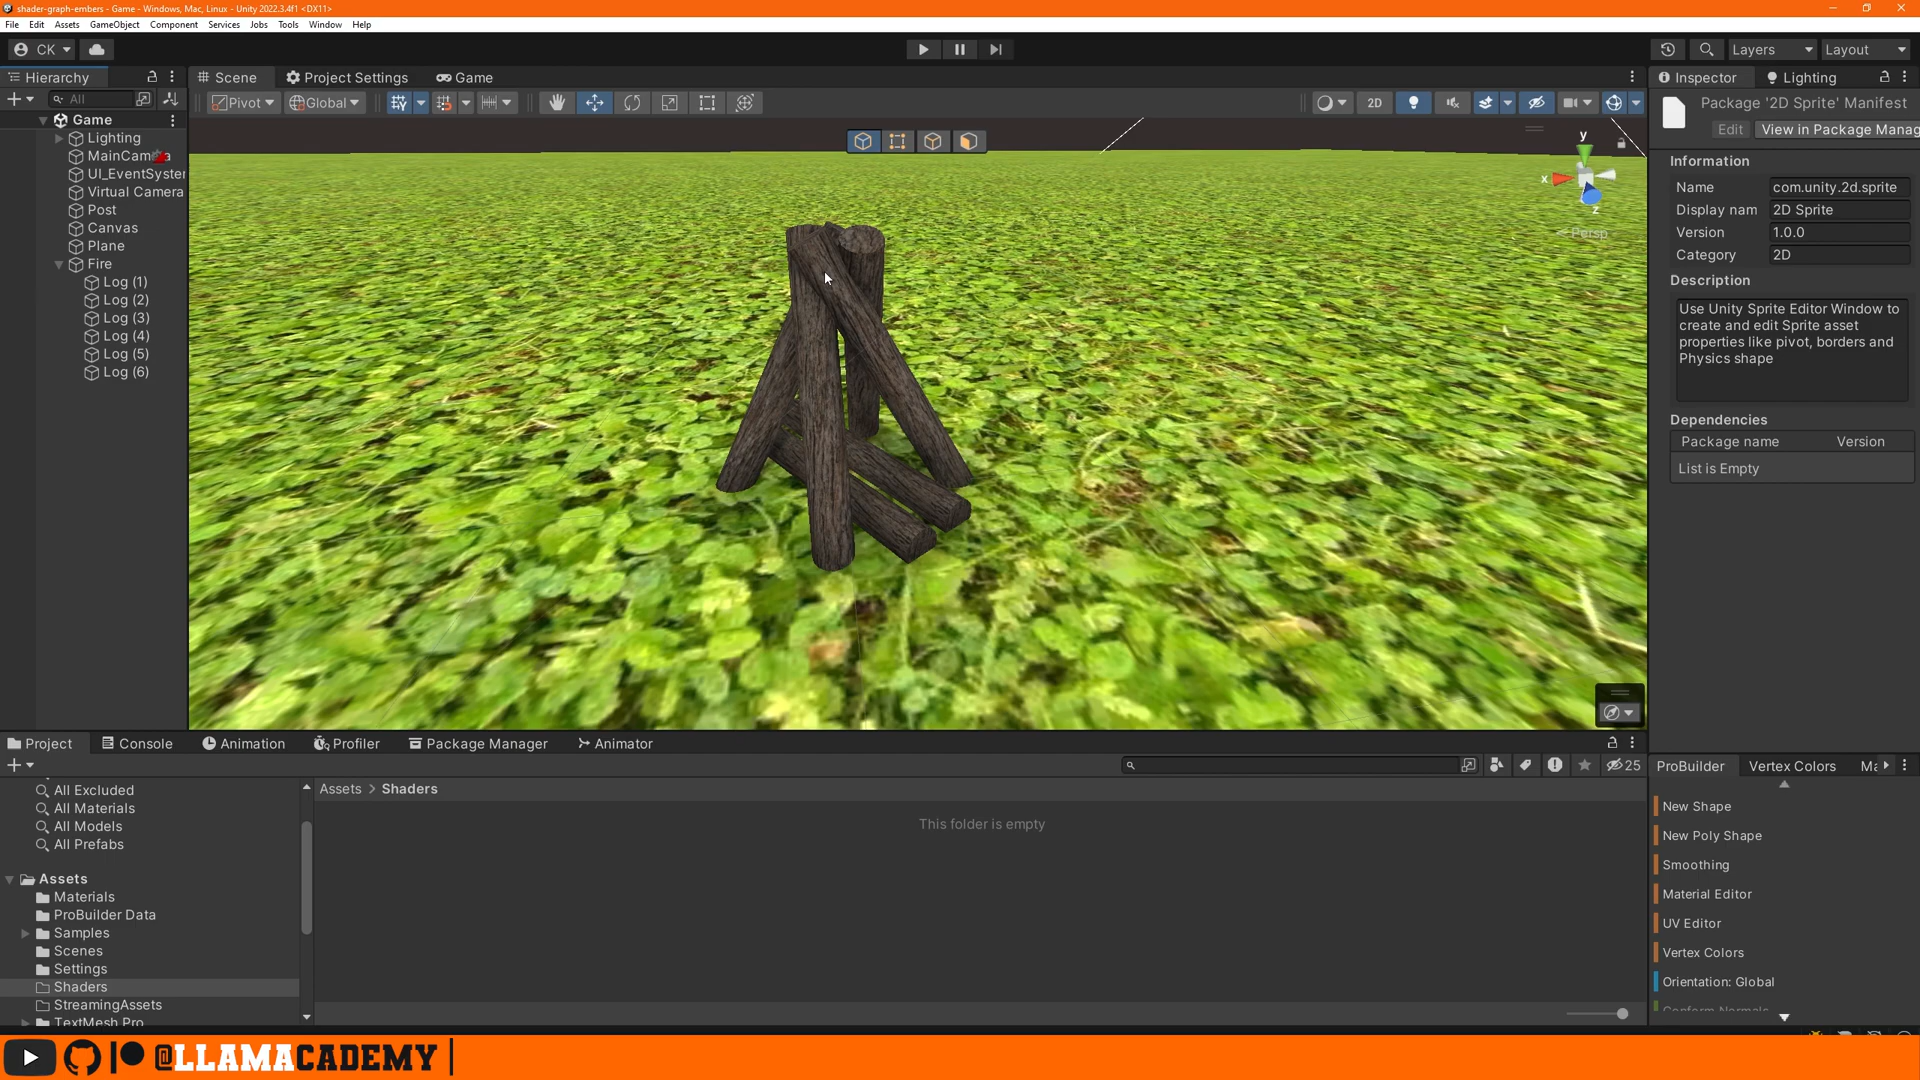 shader-graph-embers - Game - Windows, Mac, Linux - Unity 2022.3.4f1 <DX11>
File Edit Assets GameObject Component Services Jobs Tools Window Help
CK
Layers
Layout
Hierarchy
All
Game
Lighting
UI_EventSyster
Virtual Camera
Post
Canvas
Plane
Fire
Log (1)
Log (2)
Log (3)
Log (4)
Log (5)
Log (6)
Scene
Project Settings
Game
Pivot
Global
2D
y
x
z
Persp
Inspector
Lighting
Package '2D Sprite' Manifest
Edit
View in Package Manag
Information
Name com.unity.2d.sprite
Display nam 2D Sprite
Version 1.0.0
Category 2D
Description
Use Unity Sprite Editor Window to
create and edit Sprite asset
properties like pivot, borders and
Physics shape
Dependencies
Package name Version
List is Empty
Project
Console
Animation
Profiler
Package Manager
Animator
25
All Excluded
All Materials
All Models
All Prefabs
Assets
Materials
ProBuilder Data
Samples
Scenes
Settings
Shaders
StreamingAssets
TextMesh Pro
Assets > Shaders
This folder is empty
ProBuilder
Vertex Colors
Ma
New Shape
New Poly Shape
Smoothing
Material Editor
UV Editor
Vertex Colors
Orientation: Global
Conform Normals
@LLAMACADEMY